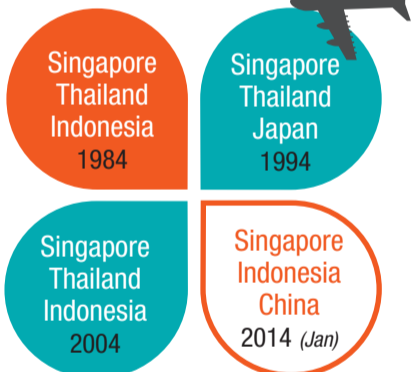 Singapore
Thailand
Indonesia
1984
Singapore
Thailand
Japan
1994
Singapore
Thailand
Indonesia
2004
Singapore
Indonesia
China
2014 (Jan)